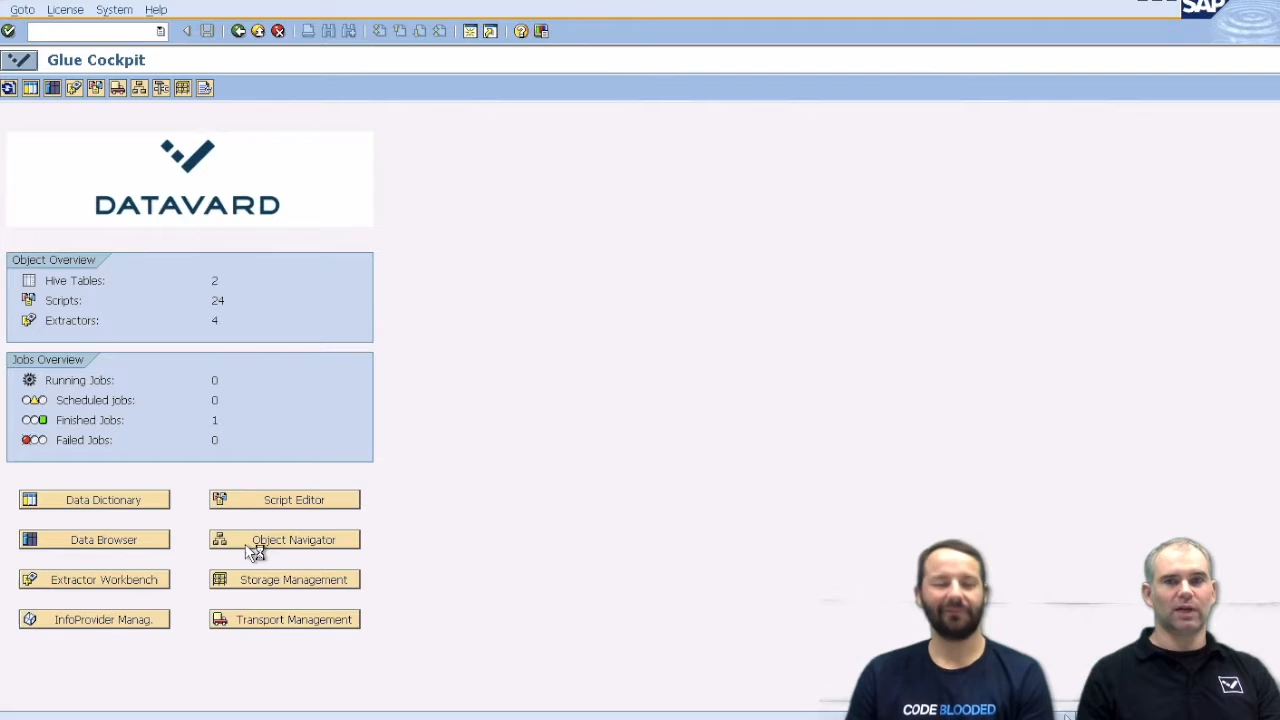 Goto License System Help
SAP
Glue Cockpit
DATAVARD
Object Overview
Hive Tables: 2
Scripts: 24
Extractors: 4
Jobs Overview
Running Jobs: 0
Scheduled jobs: 0
Finished Jobs: 1
Failed Jobs: 0
Data Dictionary Script Editor
Data Browser Object Navigator
Extractor Workbench Storage Management
InfoProvider Manag. Transport Management
CODE BLOODED